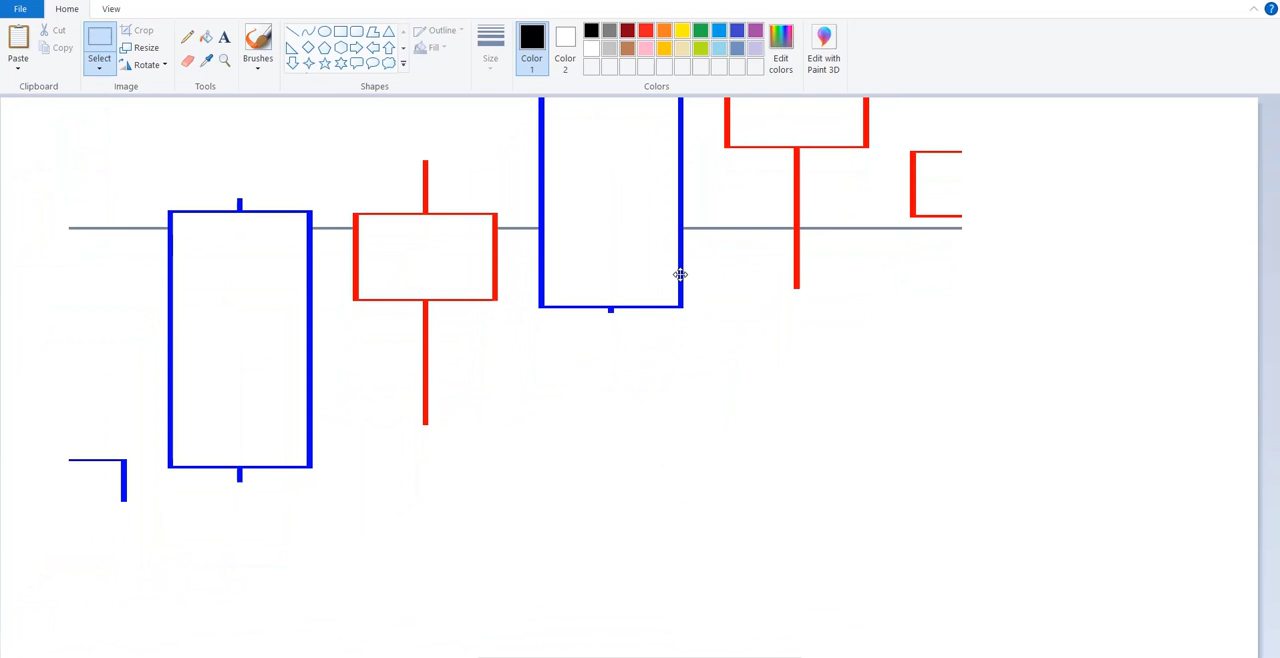 File Home View
Paste
Cut
Copy
Clipboard
Select
Crop
Resize
Rotate
Image
A
Tools
Brushes
Outline
Fill
Shapes
Size
Color
1
Color
2
Edit
colors
Colors
Edit with
Paint 3D
?